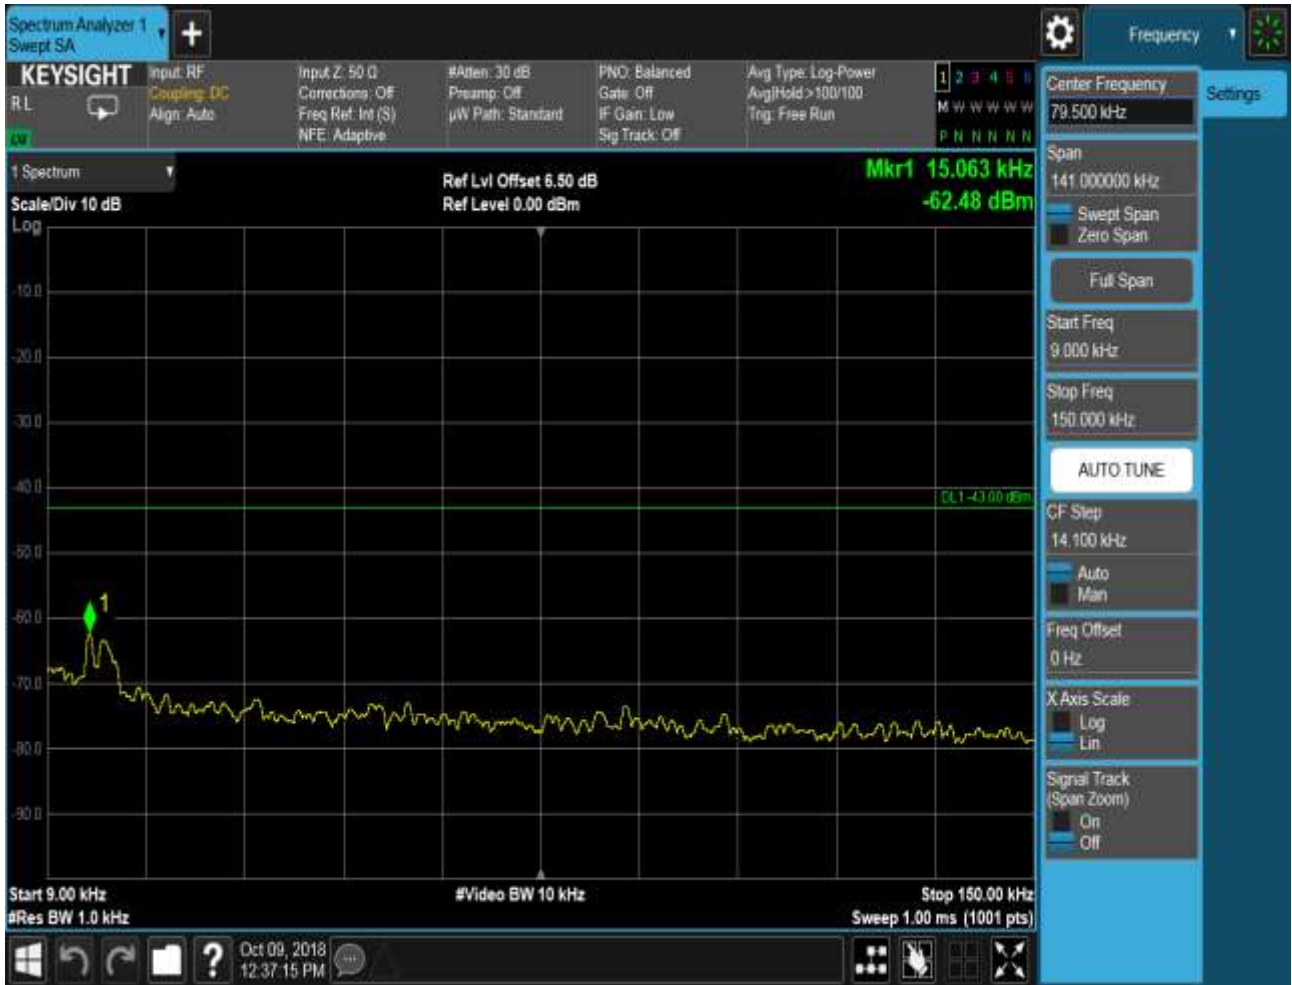 Spectrum Analyzer 1
Swept SA
Frequency
KEYSIGHT
RL
Input: RF
Coupling: DC
Align: Auto
Input Z: 50 Ω
Corrections: Off
Freq Ref: Int (S)
NFE: Adaptive
#Atten: 30 dB
Preamp: Off
µW Path: Standard
PNO: Balanced
Gate: Off
IF Gain: Low
Sig Track: Off
Avg Type: Log-Power
Avg|Hold:>100/100
Trig: Free Run
1 2 3 4 5 6
M W W W W W
P N N N N N
1 Spectrum
Scale/Div 10 dB
Log
Ref Lvl Offset 6.50 dB
Ref Level 0.00 dBm
Mkr1 15.063 kHz
-62.48 dBm
-10.0
-20.0
-30.0
-40.0
-50.0
-60.0
-70.0
-80.0
-90.0
DL1 -43.00 dBm
1
Start 9.00 kHz
#Res BW 1.0 kHz
#Video BW 10 kHz
Stop 150.00 kHz
Sweep 1.00 ms (1001 pts)
Center Frequency
79.500 kHz
Settings
Span
141.000000 kHz
Swept Span
Zero Span
Full Span
Start Freq
9.000 kHz
Stop Freq
150.000 kHz
AUTO TUNE
CF Step
14.100 kHz
Auto
Man
Freq Offset
0 Hz
X Axis Scale
Log
Lin
Signal Track
(Span Zoom)
On
Off
?
Oct 09, 2018
12:37:15 PM